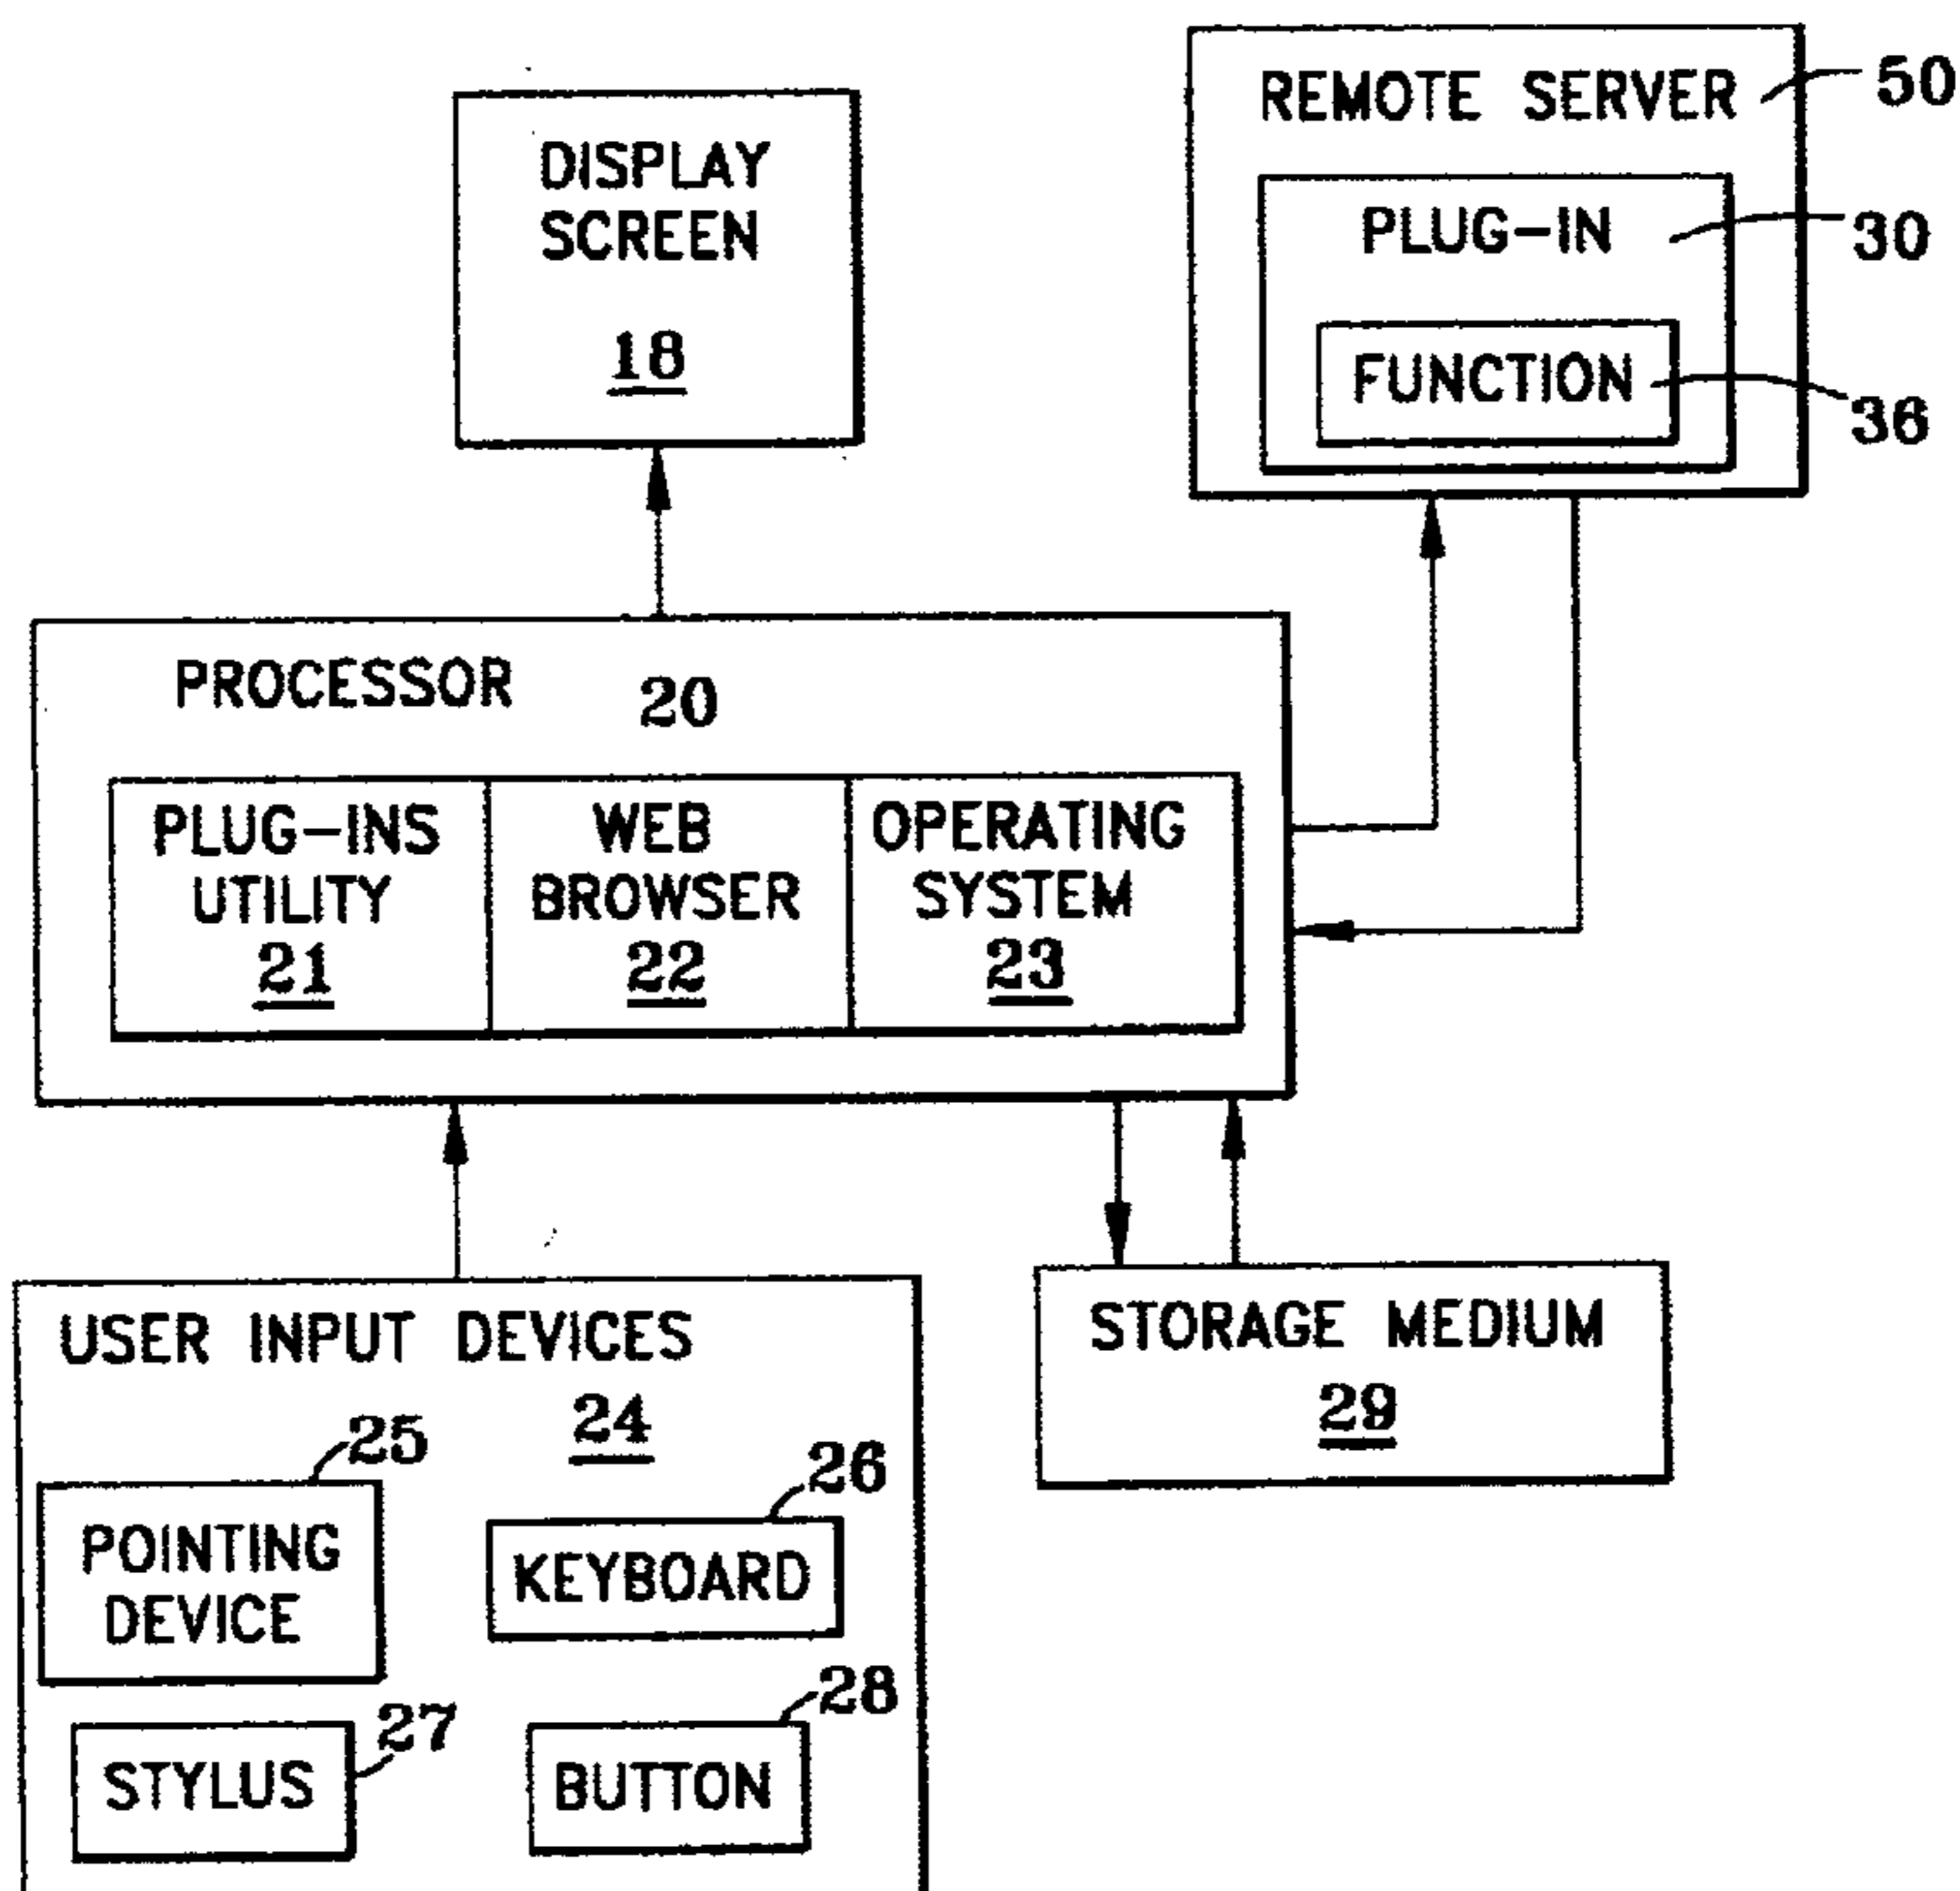 REMOTE SERVER
50
DISPLAY
SCREEN
18
PLUG-IN
30
FUNCTION
36
PROCESSOR
20
PLUG-INS
UTILITY
21
WEB
BROWSER
22
OPERATING
SYSTEM
23
USER INPUT DEVICES
24
STORAGE MEDIUM
29
25
POINTING
DEVICE
26
KEYBOARD
27
STYLUS
28
BUTTON